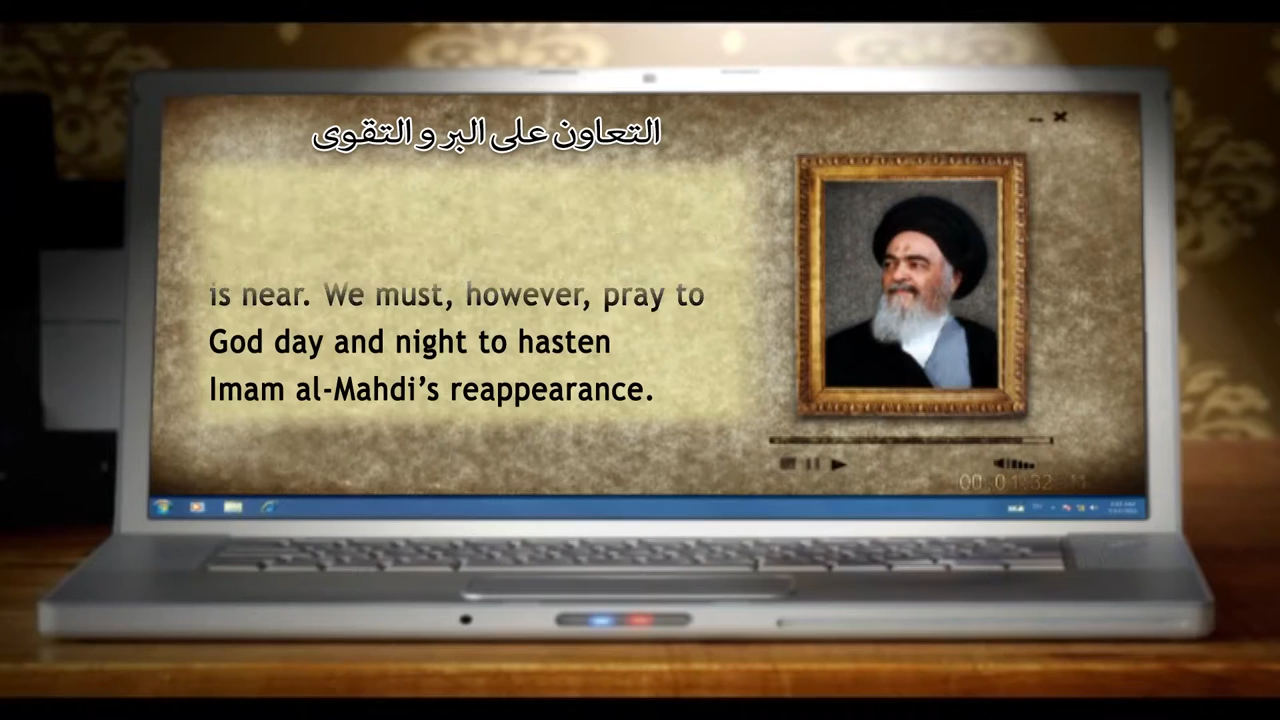 التعاون على البر و التقوى
is near. We must, however, pray to
God day and night to hasten
Imam al-Mahdi’s reappearance.